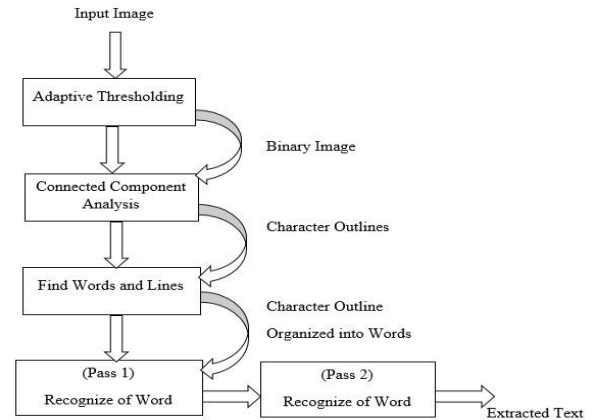 Input Image
Adaptive Thresholding
Binary Image
Connected Component
Analysis
Character Outlines
Find Words and Lines
Character Outline
Organized into Words
(Pass 1)
Recognize of Word
(Pass 2)
Recognize of Word
Extracted Text